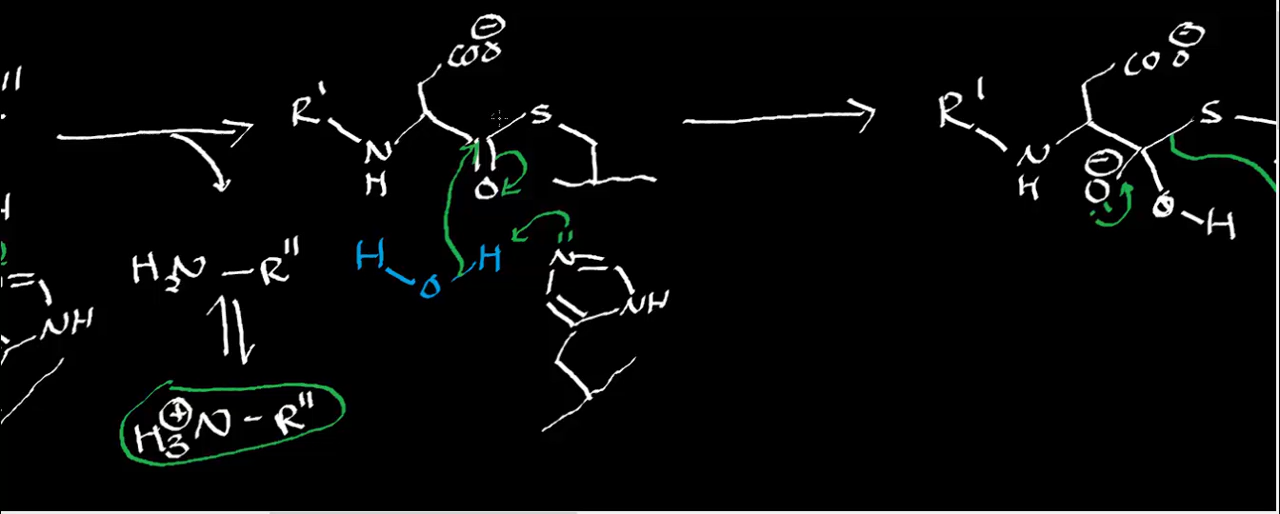 COO⊖
COO⊖
"
R'
S
R'
S
N
H
O
N
H
⊖
O
O-H
H
H
O
H
N
NH
NH
H₂N-R"
H₃⊕N-R"